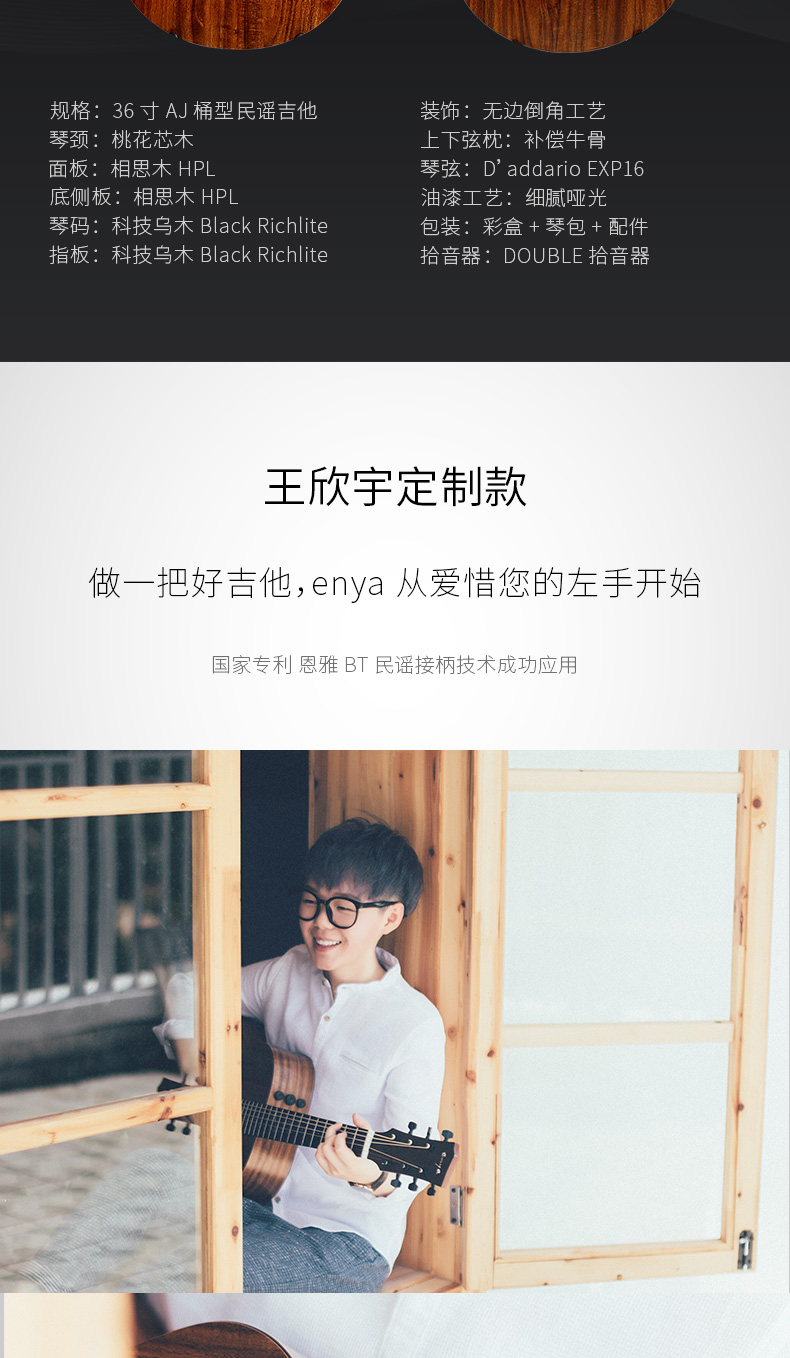 规格：36 寸 AJ 桶型民谣吉他
琴颈：桃花芯木
面板：相思木 HPL
底侧板：相思木 HPL
琴码：科技乌木 Black Richlite
指板：科技乌木 Black Richlite
装饰：无边倒角工艺
上下弦枕：补偿牛骨
琴弦：D’addario EXP16
油漆工艺：细腻哑光
包装：彩盒 + 琴包 + 配件
拾音器：DOUBLE 拾音器
王欣宇定制款
做一把好吉他，enya 从爱惜您的左手开始
国家专利 恩雅 BT 民谣接柄技术成功应用